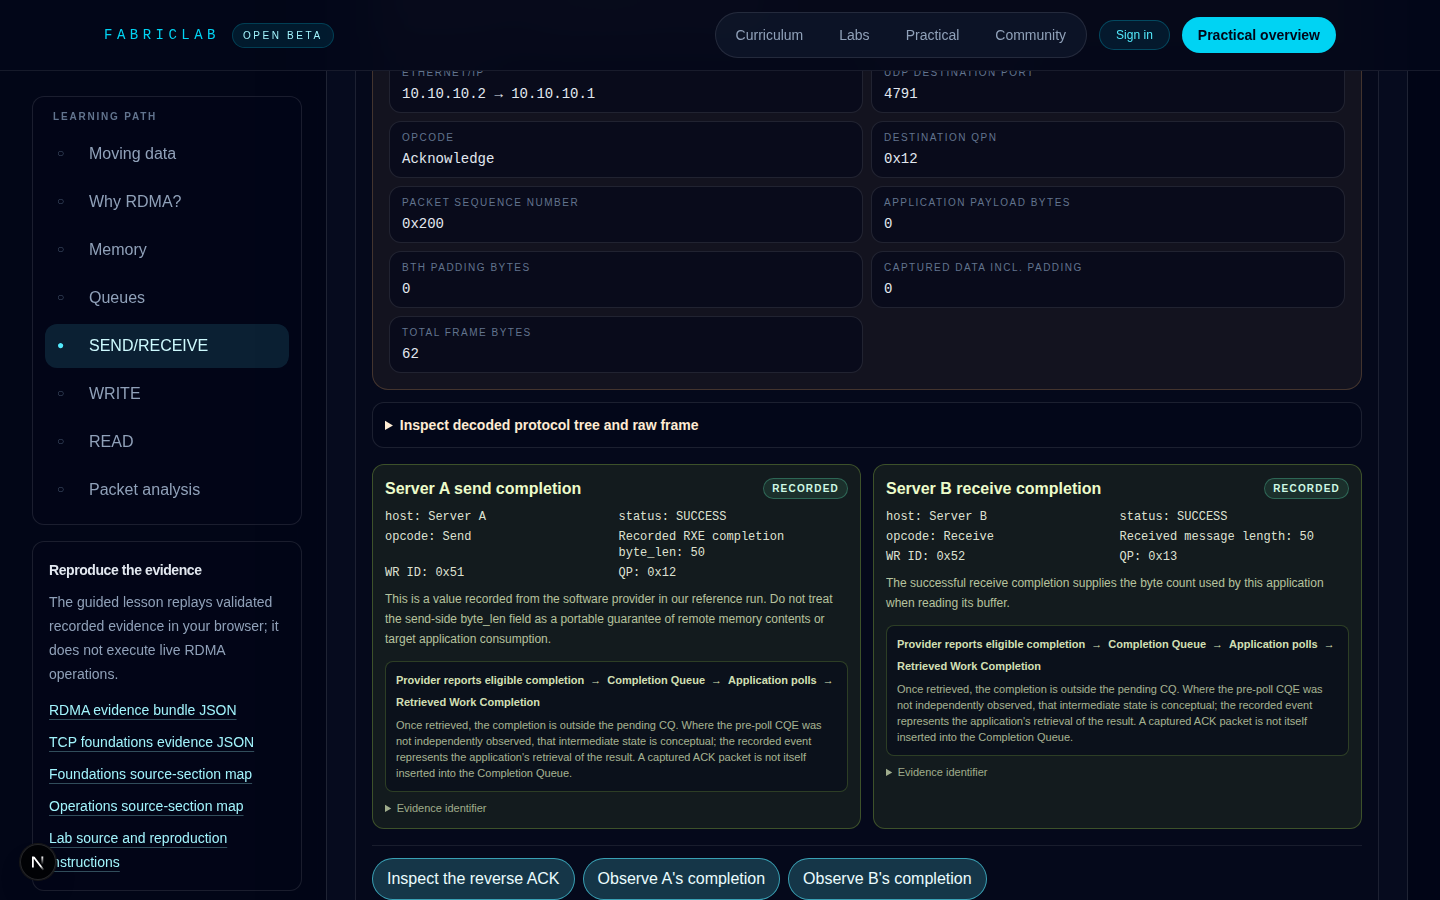 FABRICLAB
OPEN BETA
Curriculum
Labs
Practical
Community
Sign in
Practical overview
LEARNING PATH
Moving data
Why RDMA?
Memory
Queues
SEND/RECEIVE
WRITE
READ
Packet analysis
Reproduce the evidence
The guided lesson replays validated
recorded evidence in your browser; it
does not execute live RDMA
operations.
RDMA evidence bundle JSON
TCP foundations evidence JSON
Foundations source-section map
Operations source-section map
Lab source and reproduction
instructions
ETHERNET/IP
10.10.10.2 → 10.10.10.1
UDP DESTINATION PORT
4791
OPCODE
Acknowledge
DESTINATION QPN
0x12
PACKET SEQUENCE NUMBER
0x200
APPLICATION PAYLOAD BYTES
0
BTH PADDING BYTES
0
CAPTURED DATA INCL. PADDING
0
TOTAL FRAME BYTES
62
▶ Inspect decoded protocol tree and raw frame
Server A send completion
RECORDED
host: Server A
status: SUCCESS
opcode: Send
Recorded RXE completion
byte_len: 50
WR ID: 0x51
QP: 0x12
This is a value recorded from the software provider in our reference run. Do not treat
the send-side byte_len field as a portable guarantee of remote memory contents or
target application consumption.
Provider reports eligible completion → Completion Queue → Application polls →
Retrieved Work Completion
Once retrieved, the completion is outside the pending CQ. Where the pre-poll CQE was
not independently observed, that intermediate state is conceptual; the recorded event
represents the application's retrieval of the result. A captured ACK packet is not itself
inserted into the Completion Queue.
▶ Evidence identifier
Server B receive completion
RECORDED
host: Server B
status: SUCCESS
opcode: Receive
Received message length: 50
WR ID: 0x52
QP: 0x13
The successful receive completion supplies the byte count used by this application
when reading its buffer.
Provider reports eligible completion → Completion Queue → Application polls →
Retrieved Work Completion
Once retrieved, the completion is outside the pending CQ. Where the pre-poll CQE was
not independently observed, that intermediate state is conceptual; the recorded event
represents the application's retrieval of the result. A captured ACK packet is not itself
inserted into the Completion Queue.
▶ Evidence identifier
Inspect the reverse ACK
Observe A's completion
Observe B's completion